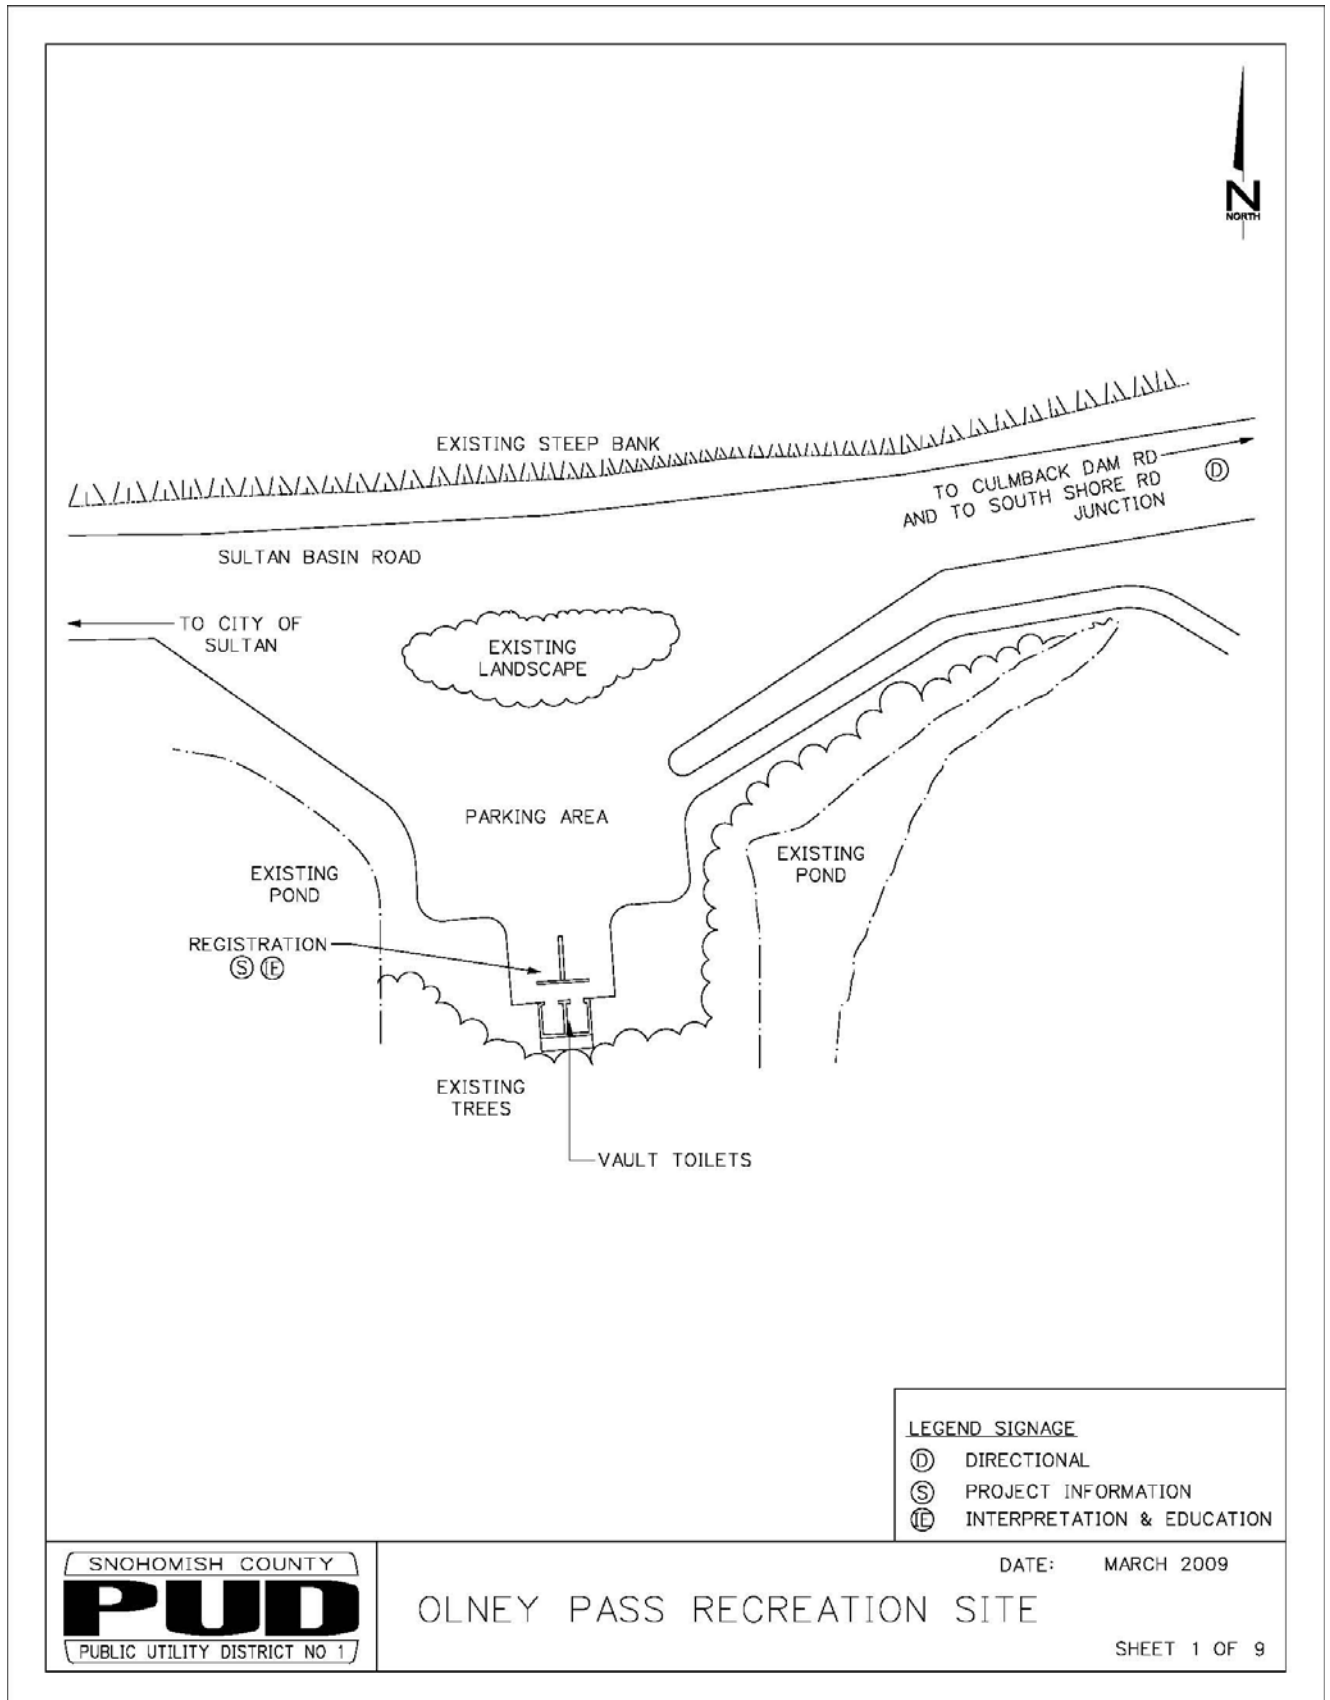 N
NORTH
EXISTING STEEP BANK
TO CULMBACK DAM RD
AND TO SOUTH SHORE RD
JUNCTION
D
SULTAN BASIN ROAD
TO CITY OF
SULTAN
EXISTING
LANDSCAPE
PARKING AREA
EXISTING
POND
EXISTING
POND
REGISTRATION
S IE
EXISTING
TREES
VAULT TOILETS
LEGEND SIGNAGE
D DIRECTIONAL
S PROJECT INFORMATION
IE INTERPRETATION & EDUCATION
SNOHOMISH COUNTY
PUD
PUBLIC UTILITY DISTRICT NO 1
DATE: MARCH 2009
OLNEY PASS RECREATION SITE
SHEET 1 OF 9